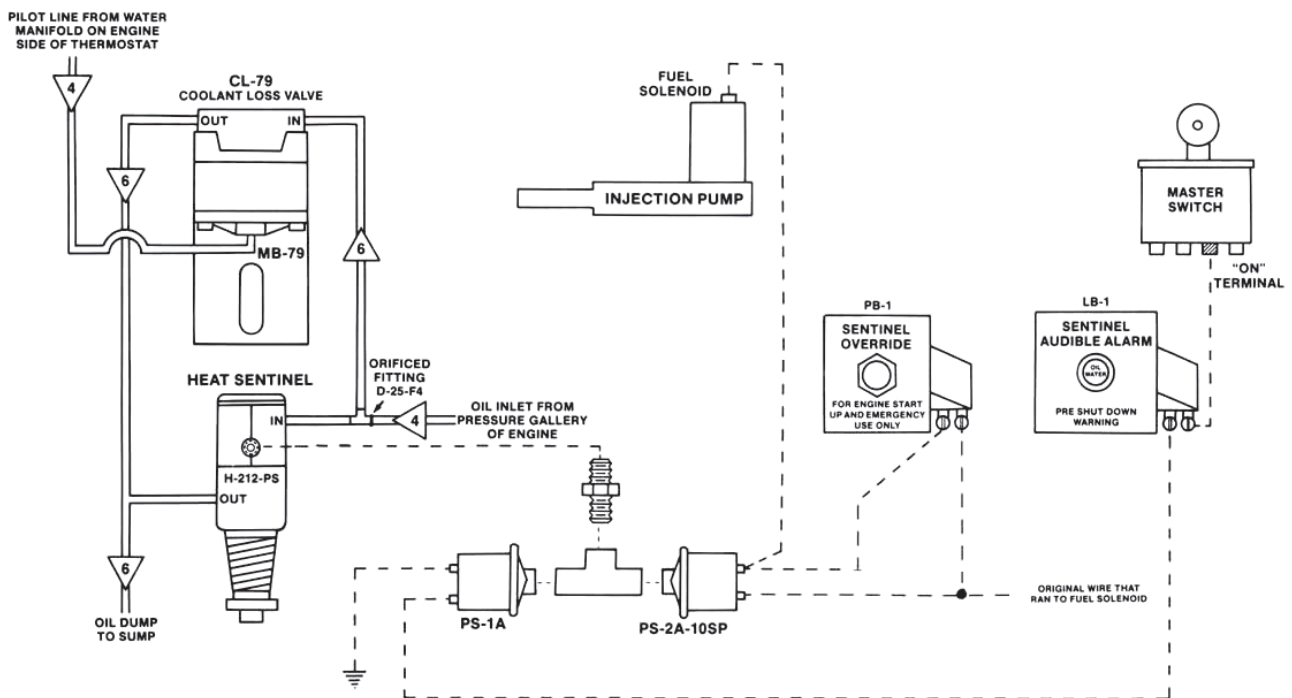 PILOT LINE FROM WATER
MANIFOLD ON ENGINE
SIDE OF THERMOSTAT
4
CL-79
COOLANT LOSS VALVE
OUT
IN
6
6
MB-79
FUEL
SOLENOID
INJECTION PUMP
MASTER
SWITCH
"ON"
TERMINAL
PB-1
SENTINEL
OVERRIDE
FOR ENGINE START
UP AND EMERGENCY
USE ONLY
LB-1
SENTINEL
AUDIBLE ALARM
OIL
WATER
PRE SHUT DOWN
WARNING
HEAT SENTINEL
IN
ORIFICED
FITTING
D-25-F4
4
OIL INLET FROM
PRESSURE GALLERY
OF ENGINE
H-212-PS
OUT
6
OIL DUMP
TO SUMP
PS-1A
PS-2A-10SP
ORIGINAL WIRE THAT
RAN TO FUEL SOLENOID